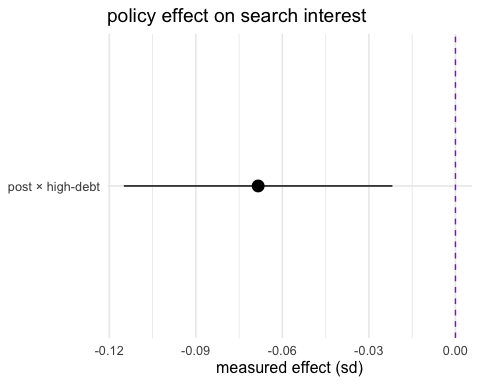 policy effect on search interest
post × high-debt
-0.12 -0.09 -0.06 -0.03 0.00
measured effect (sd)